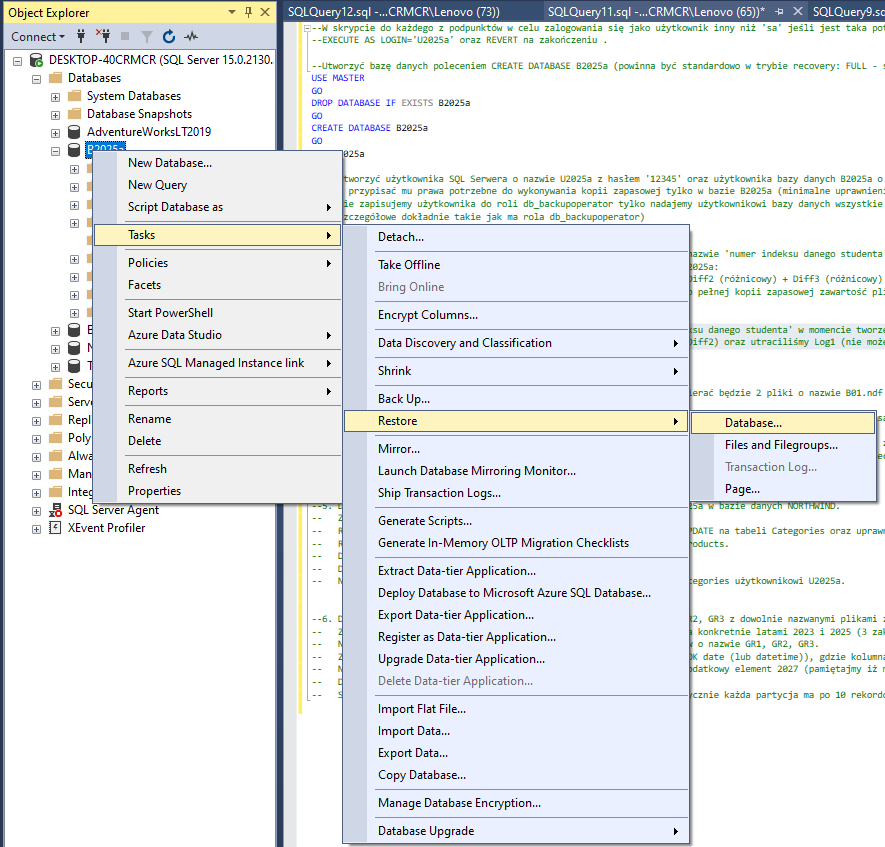 Object Explorer
Connect
DESKTOP-40CRMCR (SQL Server 15.0.2130.
Databases
System Databases
Database Snapshots
AdventureWorksLT2019
B2025a
Secu
Serve
Repl
Poly
Alwa
Man
Integ
SQL Server Agent
XEvent Profiler
New Database...
New Query
Script Database as
Tasks
Policies
Facets
Start PowerShell
Azure Data Studio
Azure SQL Managed Instance link
Reports
Rename
Delete
Refresh
Properties
Detach...
Take Offline
Bring Online
Encrypt Columns...
Data Discovery and Classification
Shrink
Back Up...
Restore
Mirror...
Launch Database Mirroring Monitor...
Ship Transaction Logs...
Generate Scripts...
Generate In-Memory OLTP Migration Checklists
Extract Data-tier Application...
Deploy Database to Microsoft Azure SQL Database...
Export Data-tier Application...
Register as Data-tier Application...
Upgrade Data-tier Application...
Delete Data-tier Application...
Import Flat File...
Import Data...
Export Data...
Copy Database...
Manage Database Encryption...
Database Upgrade
Database...
Files and Filegroups...
Transaction Log...
Page...
SQLQuery12.sql -...CRMCR\Lenovo (73))
SQLQuery11.sql -...CRMCR\Lenovo (65))*
SQLQuery9.sq
--W skrypcie do każdego z podpunktów w celu zalogowania się jako użytkownik inny niż 'sa' jeśli jest taka pot
--EXECUTE AS LOGIN='U2025a' oraz REVERT na zakończeniu .
--Utworzyć bazę danych poleceniem CREATE DATABASE B2025a (powinna być standardowo w trybie recovery: FULL - s
USE MASTER
GO
DROP DATABASE IF EXISTS B2025a
GO
CREATE DATABASE B2025a
GO
2025a
tworzyć użytkownika SQL Serwera o nazwie U2025a z hasłem '12345' oraz użytkownika bazy danych B2025a o
przypisać mu prawa potrzebne do wykonywania kopii zapasowej tylko w bazie B2025a (minimalne uprawnieni
ie zapisujemy użytkownika do roli db_backupoperator tylko nadajemy użytkownikowi bazy danych wszystkie
zczegółowe dokładnie takie jak ma rola db_backupoperator)
nazwie 'numer indeksu danego studenta
2025a:
Diff2 (różnicowy) + Diff3 (różnicowy)
pełnej kopii zapasowej zawartość pli
ksu danego studenta' w momencie tworze
Diff2) oraz utraciliśmy Log1 (nie może
ierać będzie 2 pliki o nazwie B01.ndf
--5. D
25a w bazie danych NORTHWIND.
PDATE na tabeli Categories oraz uprawn
oducts.
tegories użytkownikowi U2025a.
--6. D
R2, GR3 z dowolnie nazwanymi plikami z
a konkretnie latami 2023 i 2025 (3 zak
w o nazwie GR1, GR2, GR3.
OK date (lub datetime)), gdzie kolumna
odatkowy element 2027 (pamiętajmy iż n
ycznie każda partycja ma po 10 rekordó